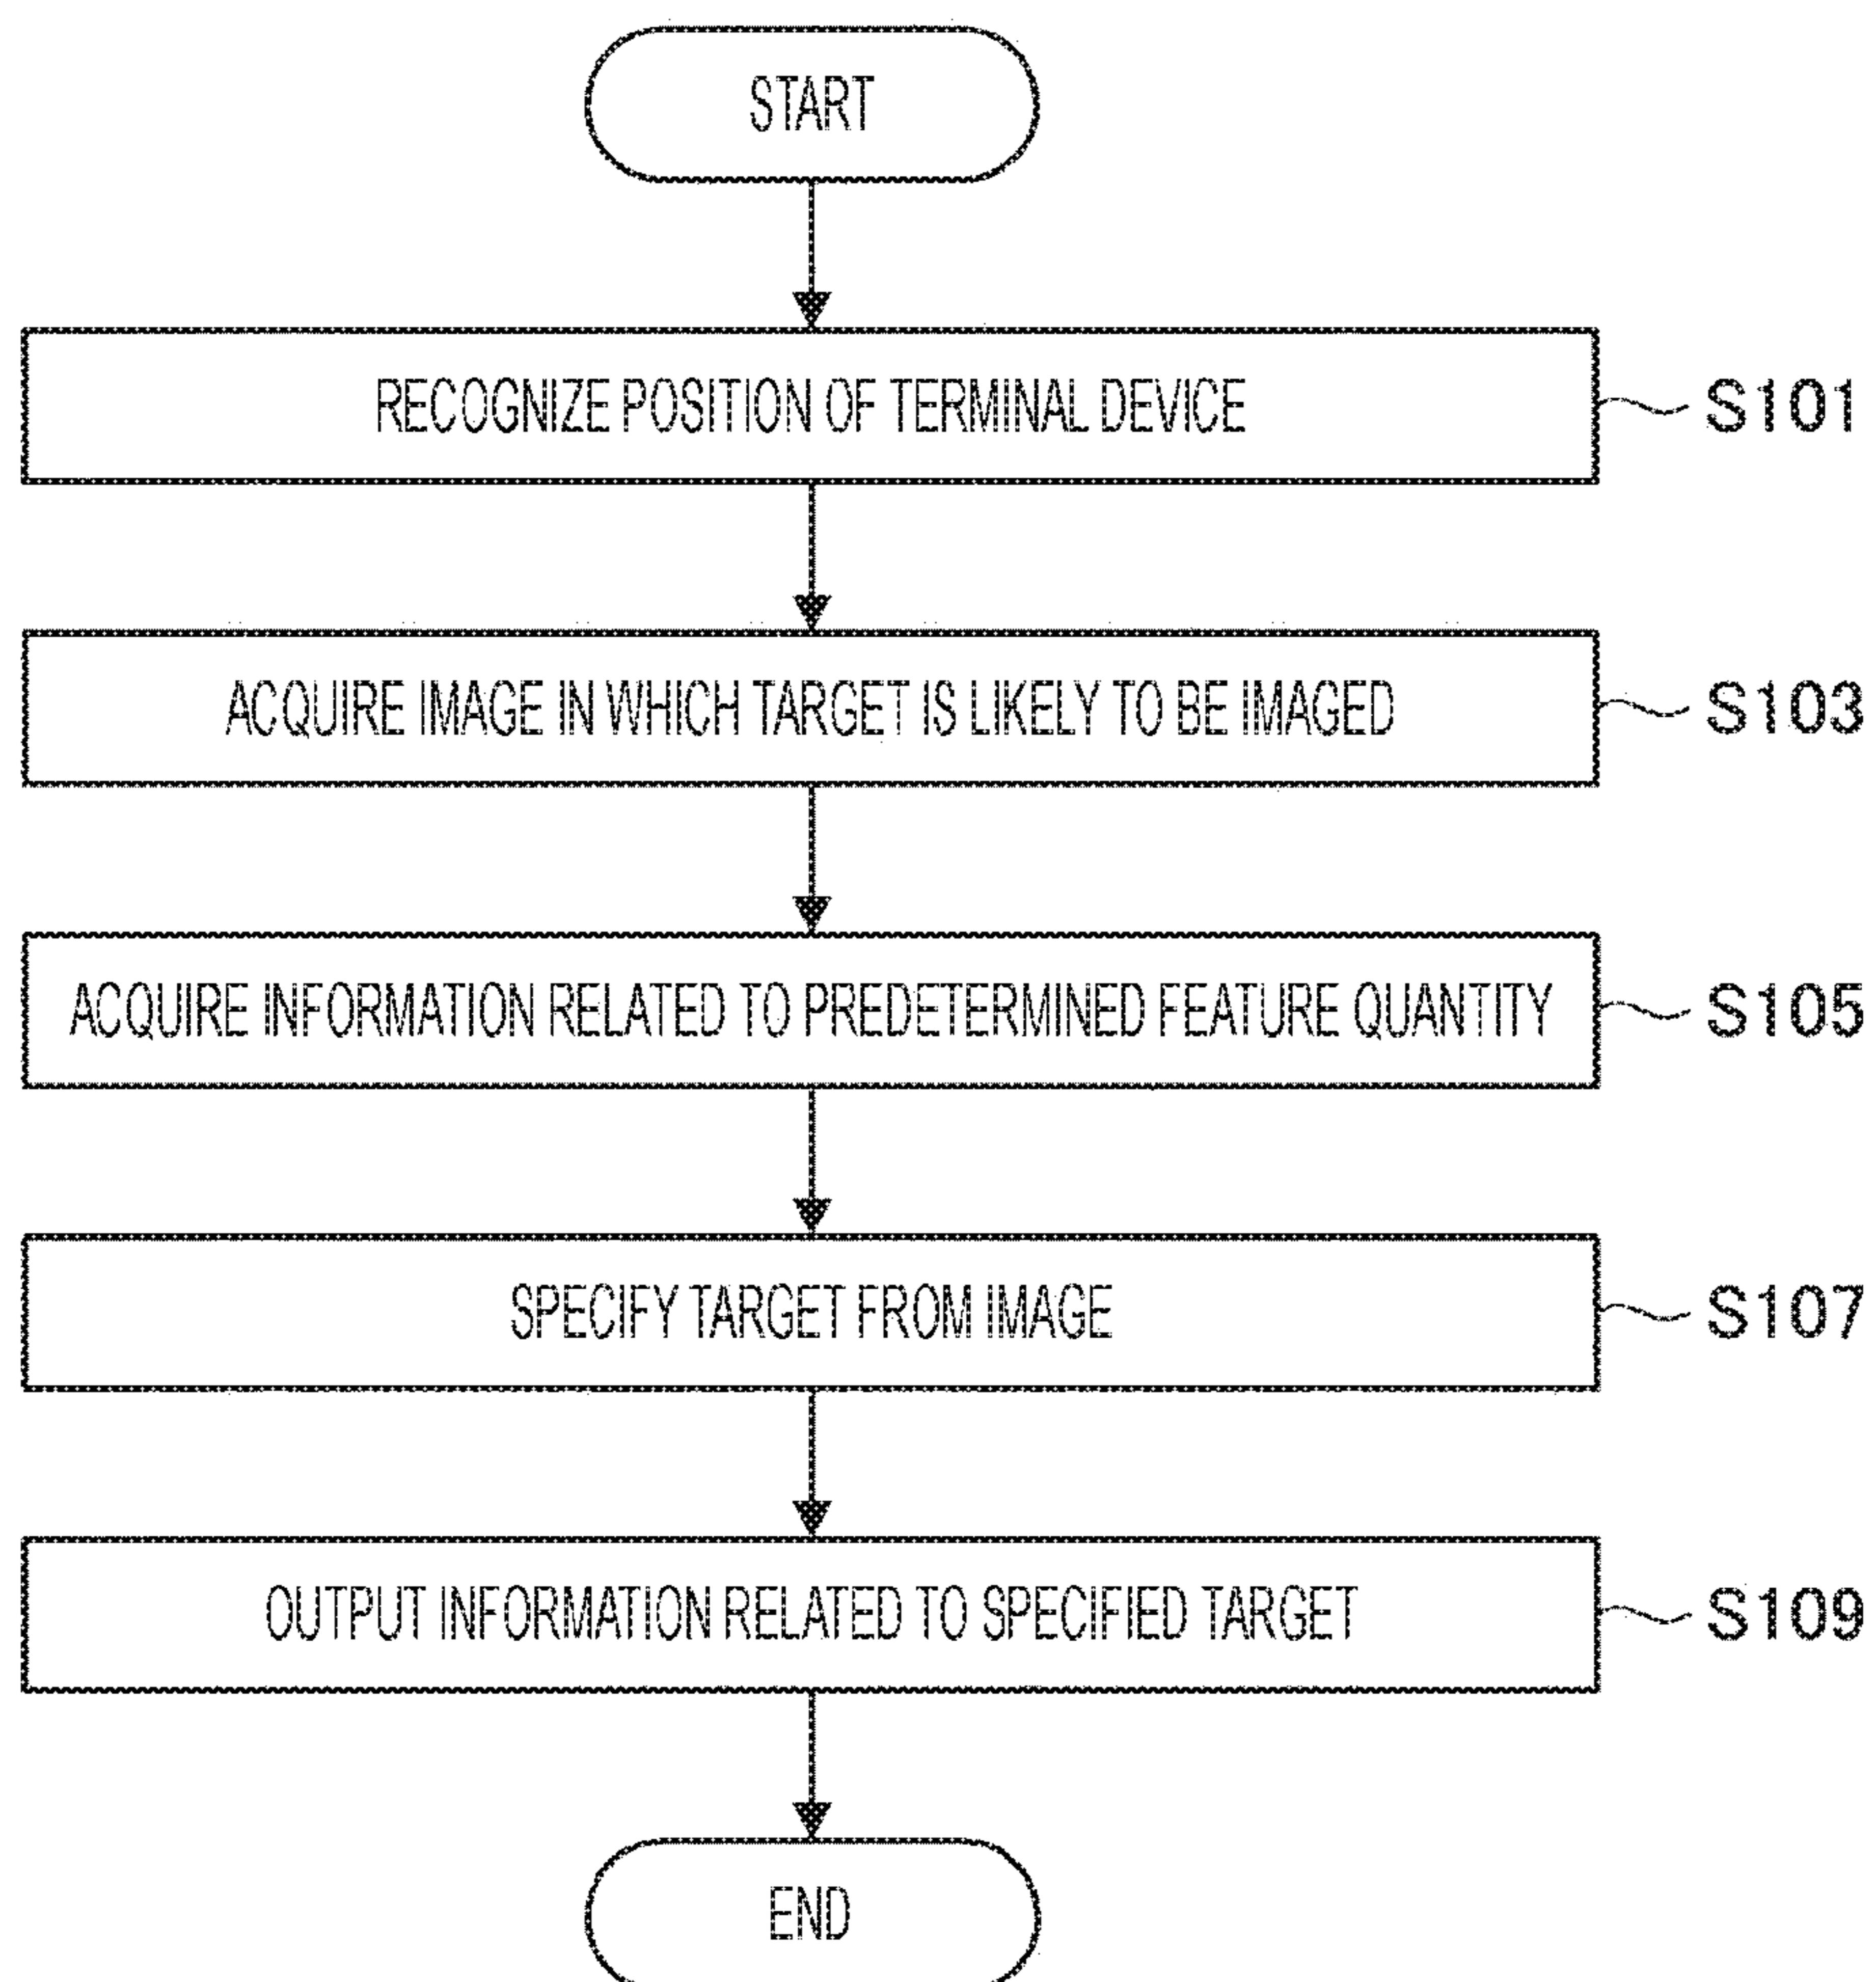 START
RECOGNIZE POSITION OF TERMINAL DEVICE
S101
ACQUIRE IMAGE IN WHICH TARGET IS LIKELY TO BE IMAGED
S103
ACQUIRE INFORMATION RELATED TO PREDETERMINED FEATURE QUANTITY
S105
SPECIFY TARGET FROM IMAGE
S107
OUTPUT INFORMATION RELATED TO SPECIFIED TARGET
S109
END